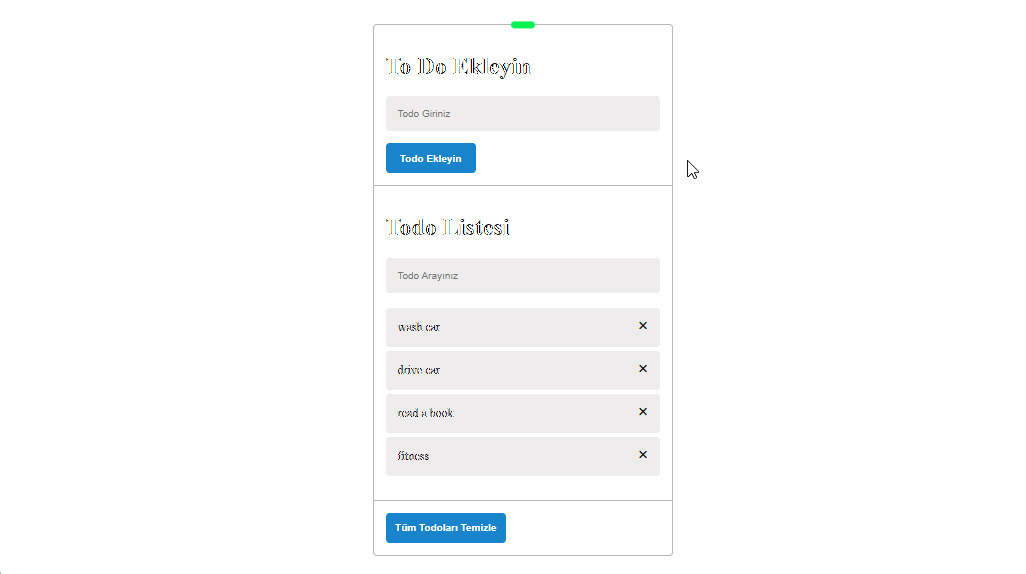 To Do Ekleyin
Todo Giriniz
Todo Ekleyin
Todo Listesi
Todo Arayınız
wash car ✕
drive car ✕
read a book ✕
fitness ✕
Tüm Todoları Temizle